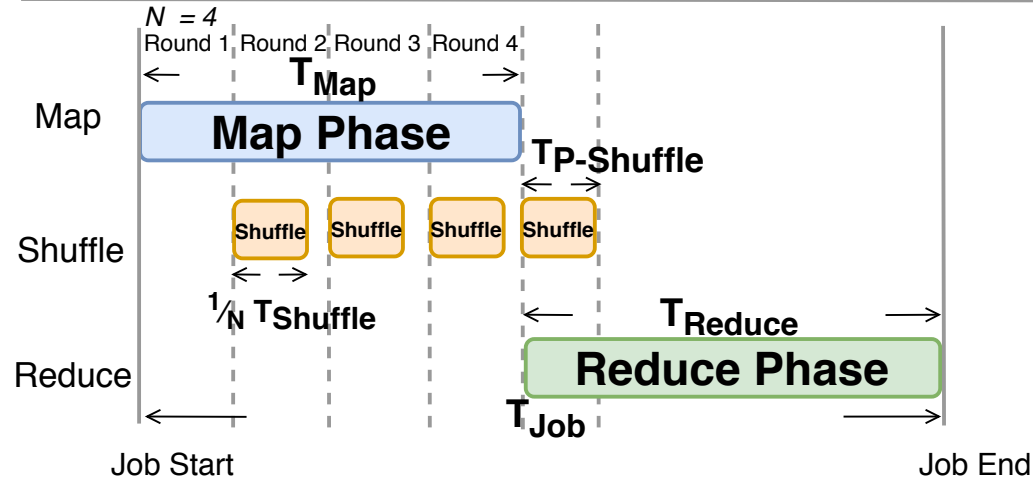 N = 4
Round 1 Round 2 Round 3 Round 4
TMap
Map
Map Phase
TP-Shuffle
Shuffle
Shuffle Shuffle Shuffle Shuffle
1/N TShuffle
TReduce
Reduce
Reduce Phase
TJob
Job Start
Job End